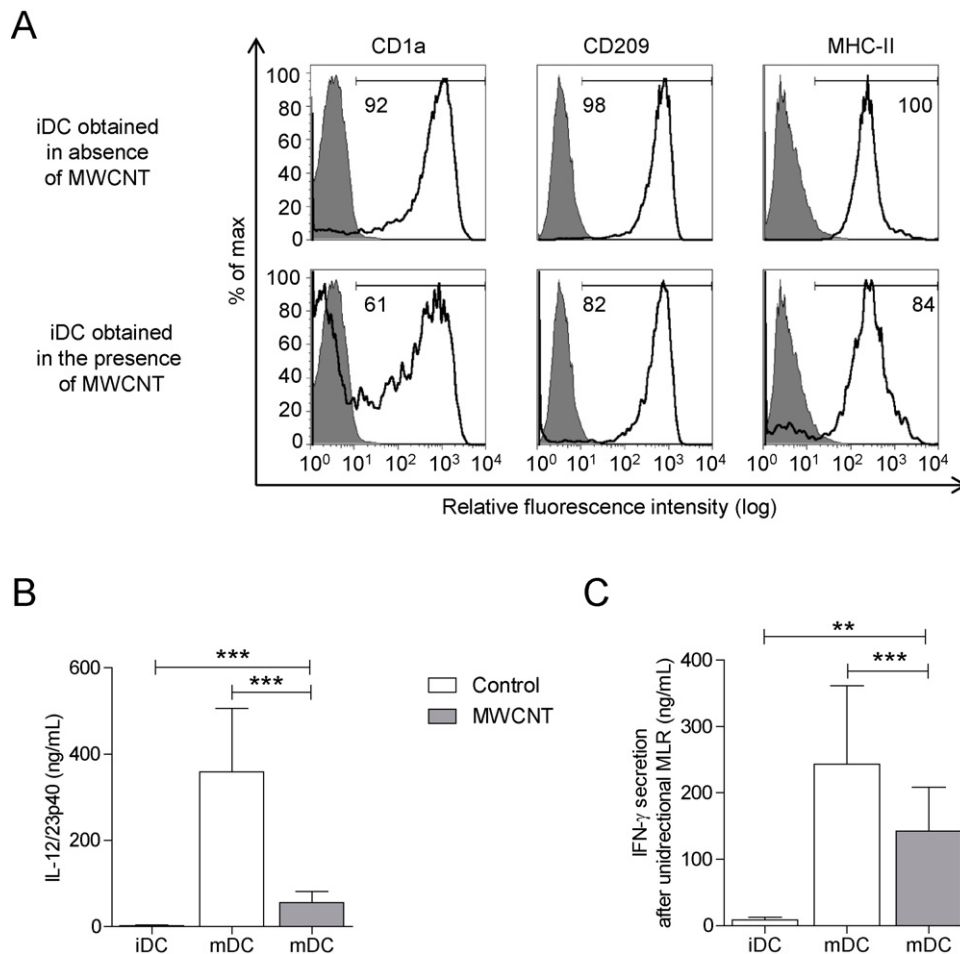 A
CD1a
CD209
MHC-II
iDC obtained
in absence
of MWCNT
100
80
60
40
20
0
92
98
100
% of max
iDC obtained
in the presence
of MWCNT
100
80
60
40
20
0
61
82
84
10⁰ 10¹ 10² 10³ 10⁴
10⁰ 10¹ 10² 10³ 10⁴
10⁰ 10¹ 10² 10³ 10⁴
Relative fluorescence intensity (log)
B
***
***
600
400
200
0
IL-12/23p40 (ng/mL)
iDC mDC mDC
Control
MWCNT
C
**
***
400
300
200
100
0
IFN-γ secretion
after unidirectional MLR (ng/mL)
iDC mDC mDC